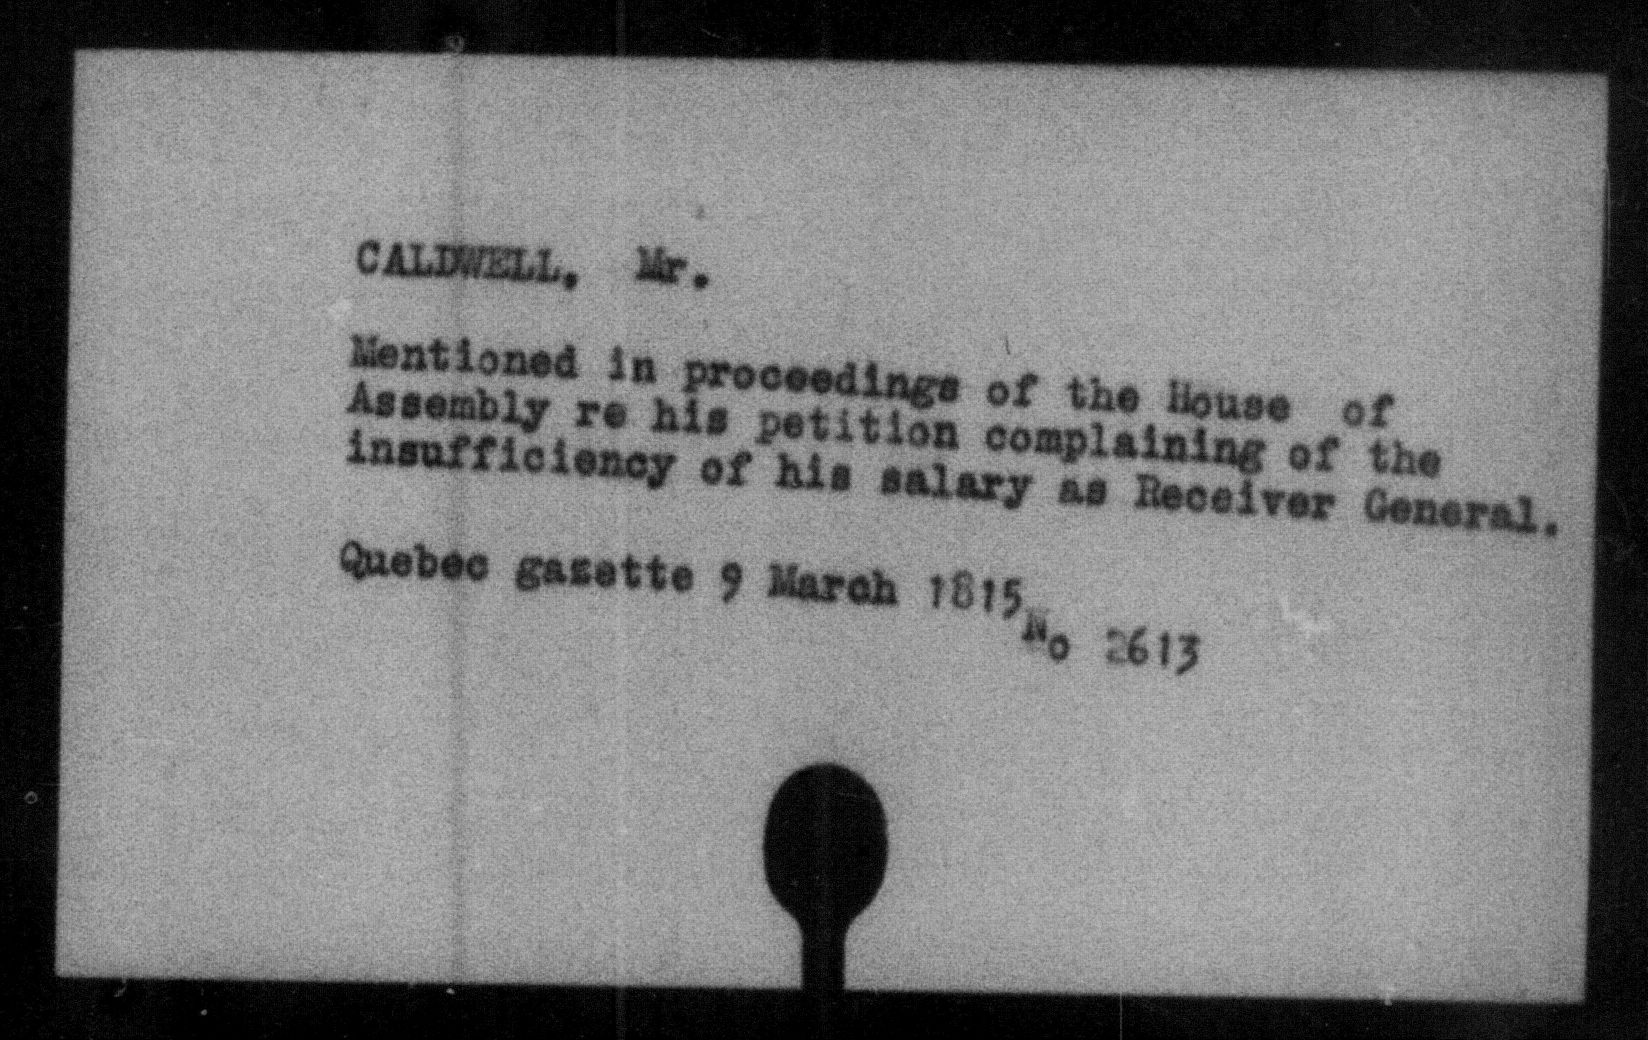 CALDWELL, Mr.
Mentioned in proceedings of the House of
Assembly re his petition complaining of the
insufficiency of his salary as Receiver General.
Quebec gazette 9 March 1815
No 2613